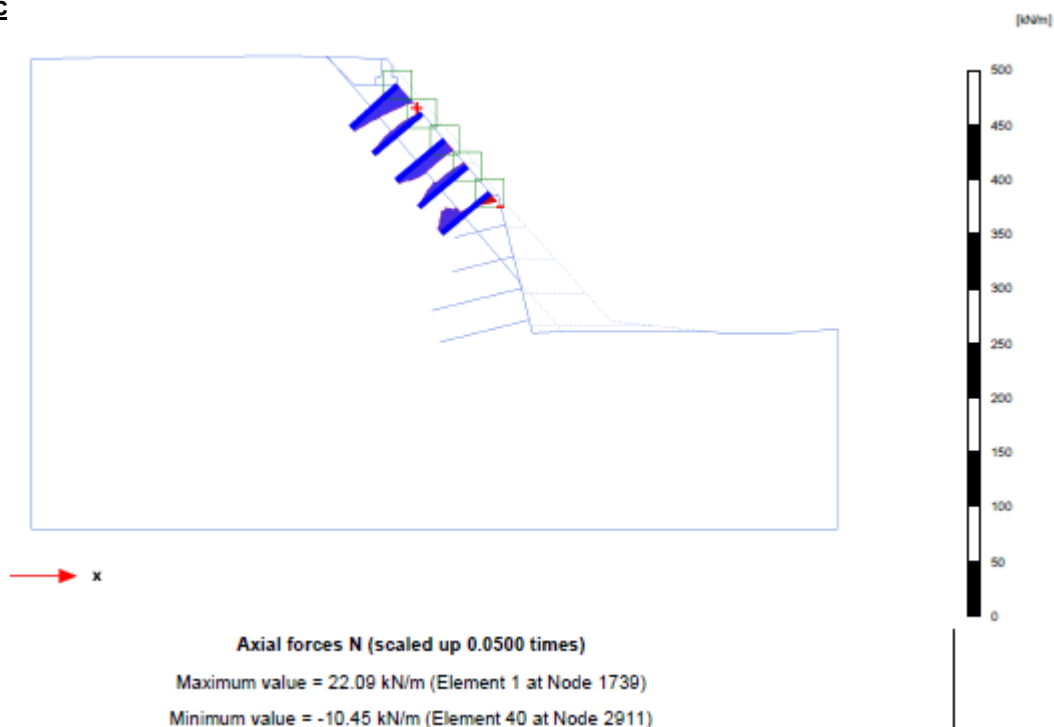 c
[kN/m]
500
450
400
350
300
250
200
150
100
50
0
x
Axial forces N (scaled up 0.0500 times)
Maximum value = 22.09 kN/m (Element 1 at Node 1739)
Minimum value = -10.45 kN/m (Element 40 at Node 2911)